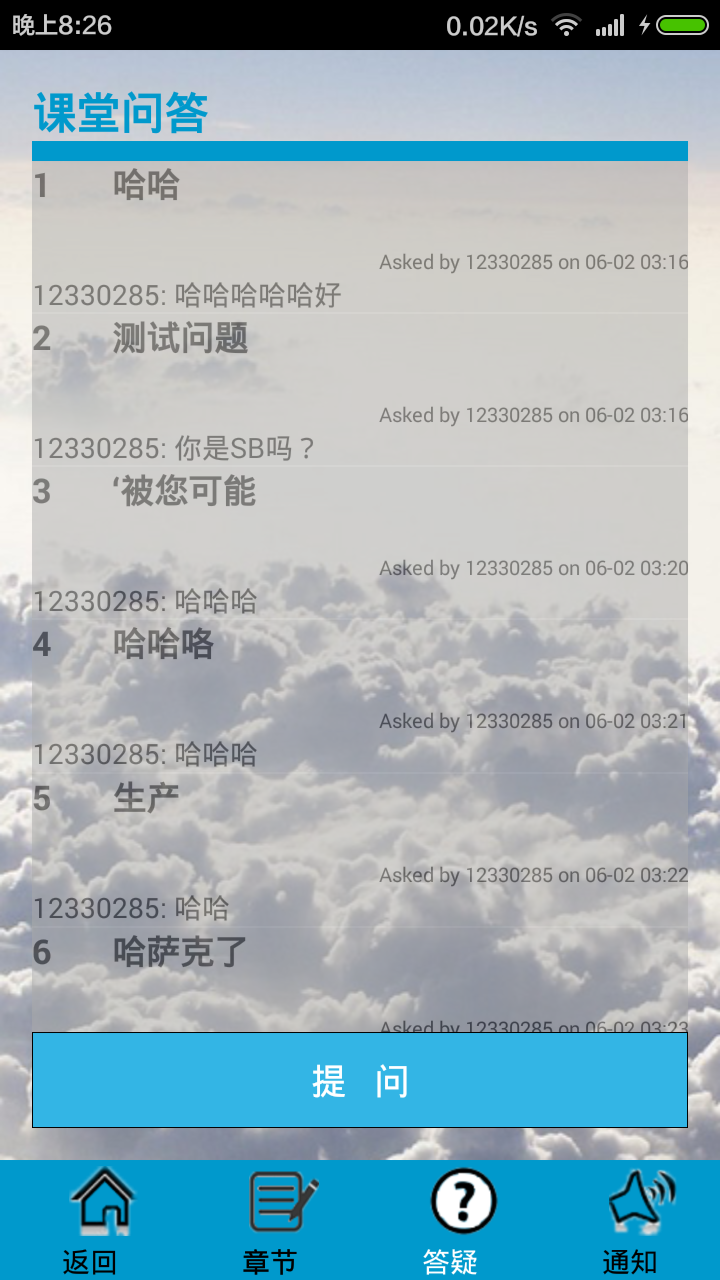 晚上8:26 0.02K/s
课堂问答
1 哈哈
Asked by 12330285 on 06-02 03:16
12330285: 哈哈哈哈哈好
2 测试问题
Asked by 12330285 on 06-02 03:16
12330285: 你是SB吗？
3 ‘被您可能
Asked by 12330285 on 06-02 03:20
12330285: 哈哈哈
4 哈哈咯
Asked by 12330285 on 06-02 03:21
12330285: 哈哈哈
5 生产
Asked by 12330285 on 06-02 03:22
12330285: 哈哈
6 哈萨克了
Asked by 12330285 on 06-02 03:23
提 问
返回 章节 答疑 通知